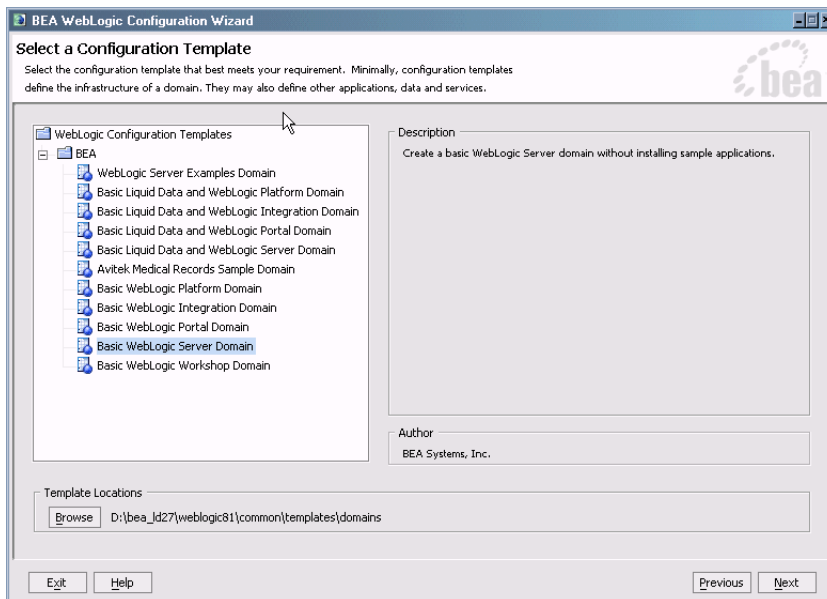 BEA WebLogic Configuration Wizard
Select a Configuration Template
Select the configuration template that best meets your requirement. Minimally, configuration templates
define the infrastructure of a domain. They may also define other applications, data and services.
bea
WebLogic Configuration Templates
BEA
WebLogic Server Examples Domain
Basic Liquid Data and WebLogic Platform Domain
Basic Liquid Data and WebLogic Integration Domain
Basic Liquid Data and WebLogic Portal Domain
Basic Liquid Data and WebLogic Server Domain
Avitek Medical Records Sample Domain
Basic WebLogic Platform Domain
Basic WebLogic Integration Domain
Basic WebLogic Portal Domain
Basic WebLogic Server Domain
Basic WebLogic Workshop Domain
Description
Create a basic WebLogic Server domain without installing sample applications.
Author
BEA Systems, Inc.
Template Locations
Browse D:\bea_ld27\weblogic81\common\templates\domains
Exit Help Previous Next